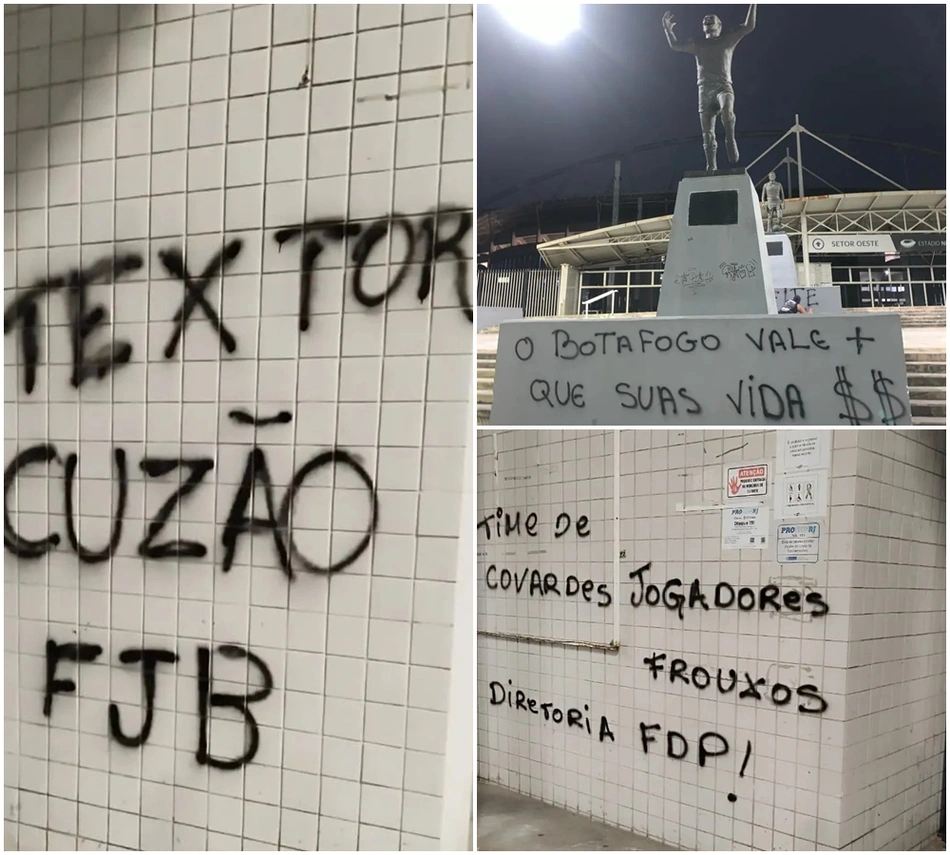 TEXTOR
CUZÃO
FJB
SETOR OESTE
O BOTAFOGO VALE +
QUE SUAS VIDA $$
TIME DE
COVARDES JOGADORES
FROUXOS
DIRETORIA FDP!
ATENÇÃO